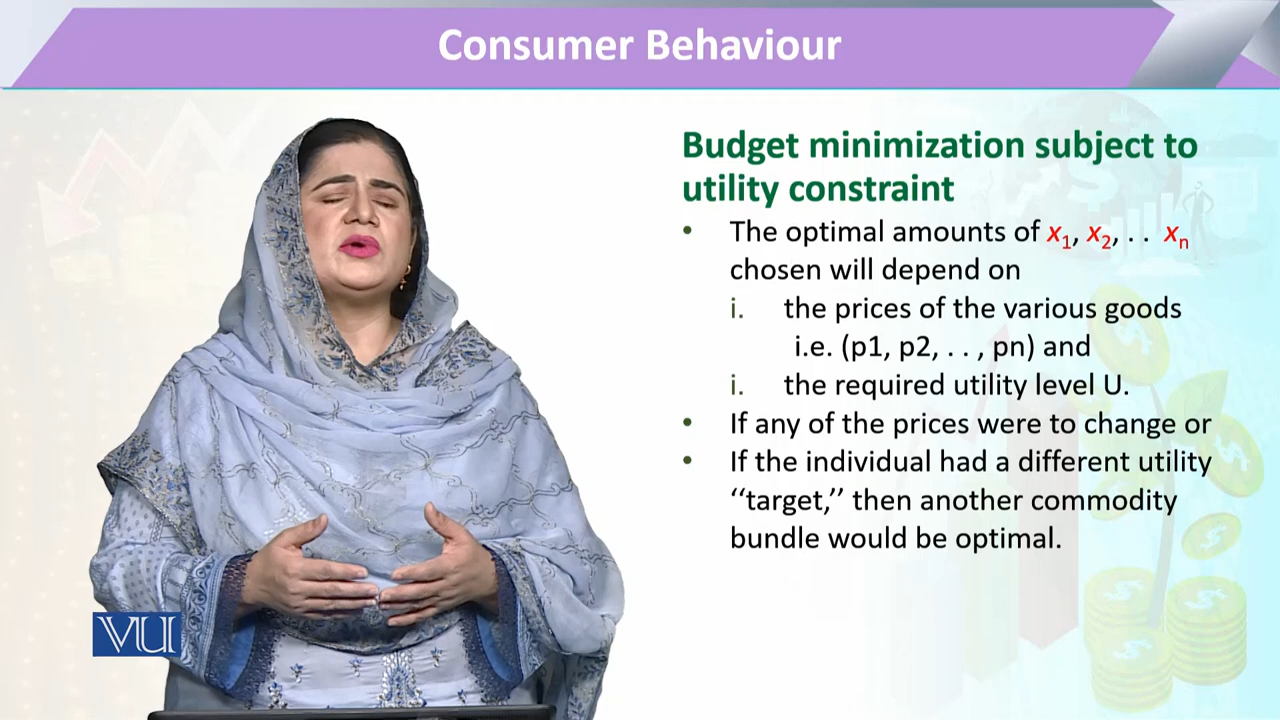 Consumer Behaviour
Budget minimization subject to
utility constraint
• The optimal amounts of x₁, x₂, . . xₙ
chosen will depend on
i. the prices of the various goods
i.e. (p1, p2, . . , pn) and
i. the required utility level U.
• If any of the prices were to change or
• If the individual had a different utility
‘‘target,’’ then another commodity
bundle would be optimal.
VU